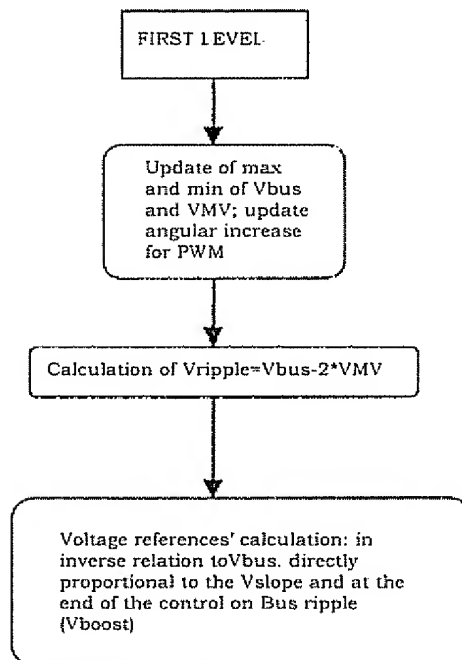 FIRST LEVEL
Update of max
and min of Vbus
and VMV; update
angular increase
for PWM
Calculation of Vripple=Vbus-2*VMV
Voltage references' calculation: in
inverse relation toVbus. directly
proportional to the Vslope and at the
end of the control on Bus ripple
(Vboost)